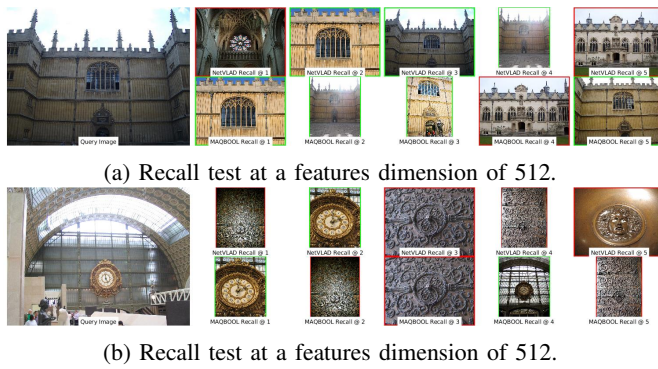 NetVLAD Recall @ 1
NetVLAD Recall @ 2
NetVLAD Recall @ 3
NetVLAD Recall @ 4
NetVLAD Recall @ 5
Query Image
MAQBOOL Recall @ 1
MAQBOOL Recall @ 2
MAQBOOL Recall @ 3
MAQBOOL Recall @ 4
MAQBOOL Recall @ 5
(a) Recall test at a features dimension of 512.
NetVLAD Recall @ 1
NetVLAD Recall @ 2
NetVLAD Recall @ 3
NetVLAD Recall @ 4
NetVLAD Recall @ 5
Query Image
MAQBOOL Recall @ 1
MAQBOOL Recall @ 2
MAQBOOL Recall @ 3
MAQBOOL Recall @ 4
MAQBOOL Recall @ 5
(b) Recall test at a features dimension of 512.